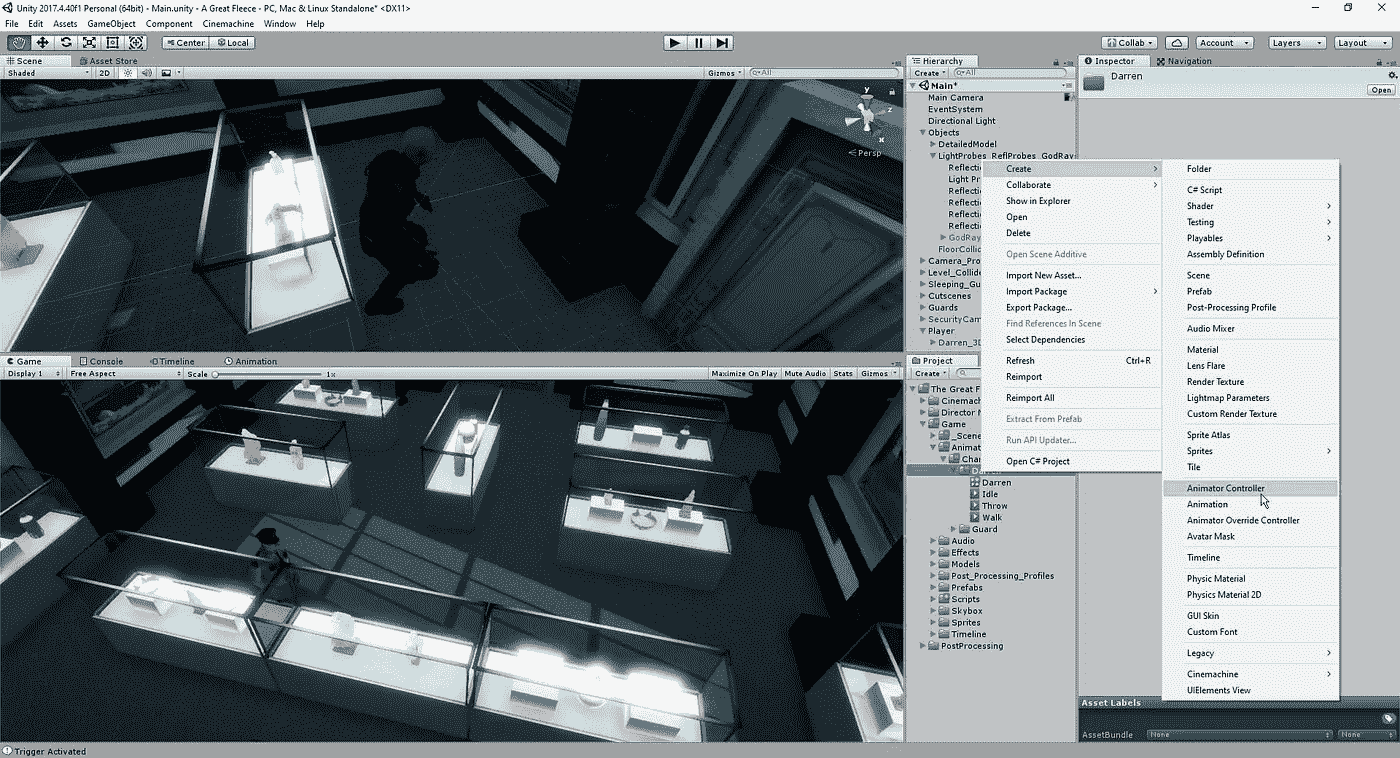 Unity 2017.4.40f1 Personal (64bit) - Main.unity - A Great Fleece - PC, Mac & Linux Standalone* <DX11>
File Edit Assets GameObject Component Cinemachine Window Help
Center Local
Collab Account Layers Layout
Scene Asset Store
Shaded 2D Gizmos All
y
z
x
Persp
Game Console Timeline Animation
Display 1 Free Aspect Scale 1x Maximize On Play Mute Audio Stats Gizmos
Hierarchy
Create All
Main*
Main Camera
EventSystem
Directional Light
Objects
DetailedModel
LightProbes_ReflProbes_GodRay
Reflecti
Light Pr
Reflecti
Reflecti
Reflecti
Reflecti
GodRay
FloorCollid
Camera_Pro
Level_Collide
Sleeping_Gu
Cutscenes
Guards
SecurityCam
Player
Darren_3D
Project
Create
The Great F
Cinemach
Director M
Game
_Scene
Animat
Char
Darren
Darren
Idle
Throw
Walk
Guard
Audio
Effects
Models
Post_Processing_Profiles
Prefabs
Scripts
Skybox
Sprites
Timeline
PostProcessing
Create
Collaborate
Show in Explorer
Open
Delete
Open Scene Additive
Import New Asset...
Import Package
Export Package...
Find References In Scene
Select Dependencies
Refresh Ctrl+R
Reimport
Reimport All
Extract From Prefab
Run API Updater...
Open C# Project
Folder
C# Script
Shader
Testing
Playables
Assembly Definition
Scene
Prefab
Post-Processing Profile
Audio Mixer
Material
Lens Flare
Render Texture
Lightmap Parameters
Custom Render Texture
Sprite Atlas
Sprites
Tile
Animator Controller
Animation
Animator Override Controller
Avatar Mask
Timeline
Physic Material
Physics Material 2D
GUI Skin
Custom Font
Legacy
Cinemachine
UIElements View
Inspector Navigation
Darren
Open
Asset Labels
AssetBundle None None
Trigger Activated